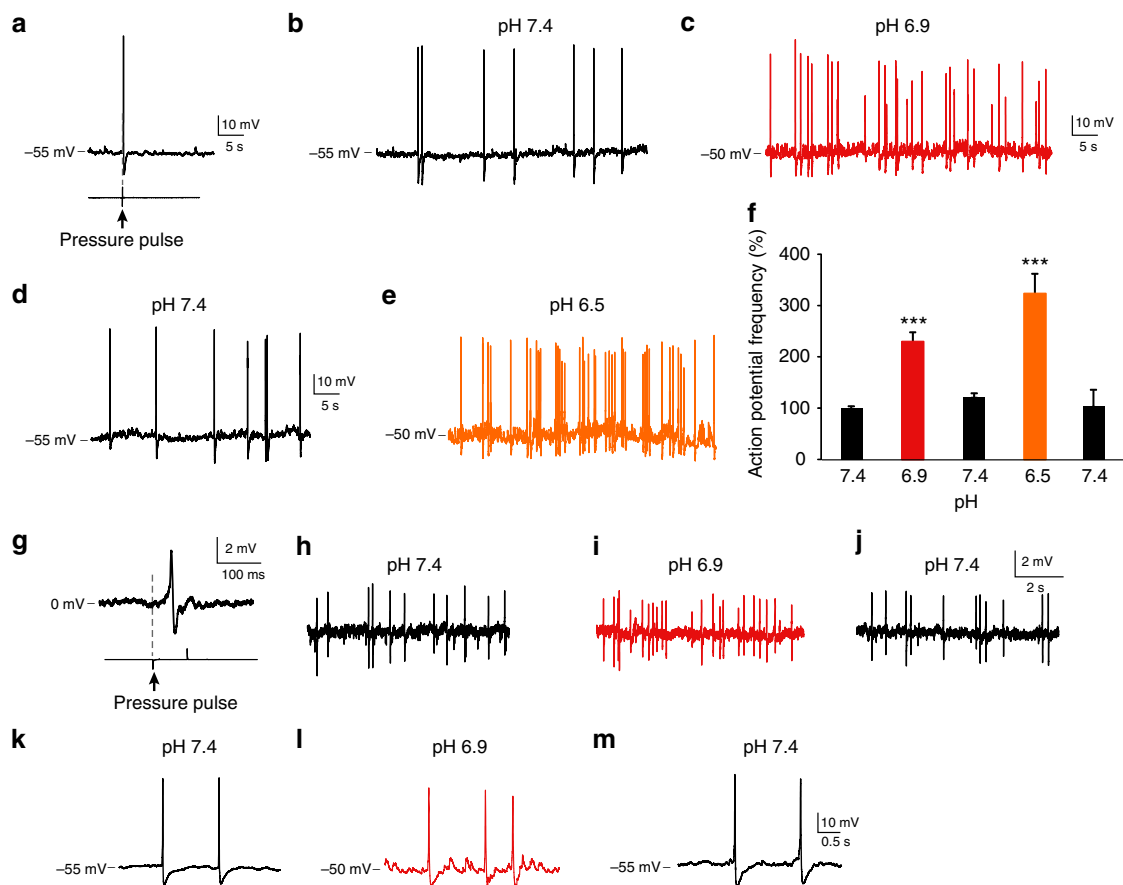 a
–55 mV
10 mV
5 s
Pressure pulse
b
pH 7.4
–55 mV
c
pH 6.9
–50 mV
10 mV
5 s
d
pH 7.4
–55 mV
10 mV
5 s
e
pH 6.5
–50 mV
f
Action potential frequency (%)
400
300
200
100
0
***
***
7.4 6.9 7.4 6.5 7.4
pH
g
0 mV
2 mV
100 ms
Pressure pulse
h
pH 7.4
i
pH 6.9
j
pH 7.4
2 mV
2 s
k
pH 7.4
–55 mV
l
pH 6.9
–50 mV
m
pH 7.4
–55 mV
10 mV
0.5 s